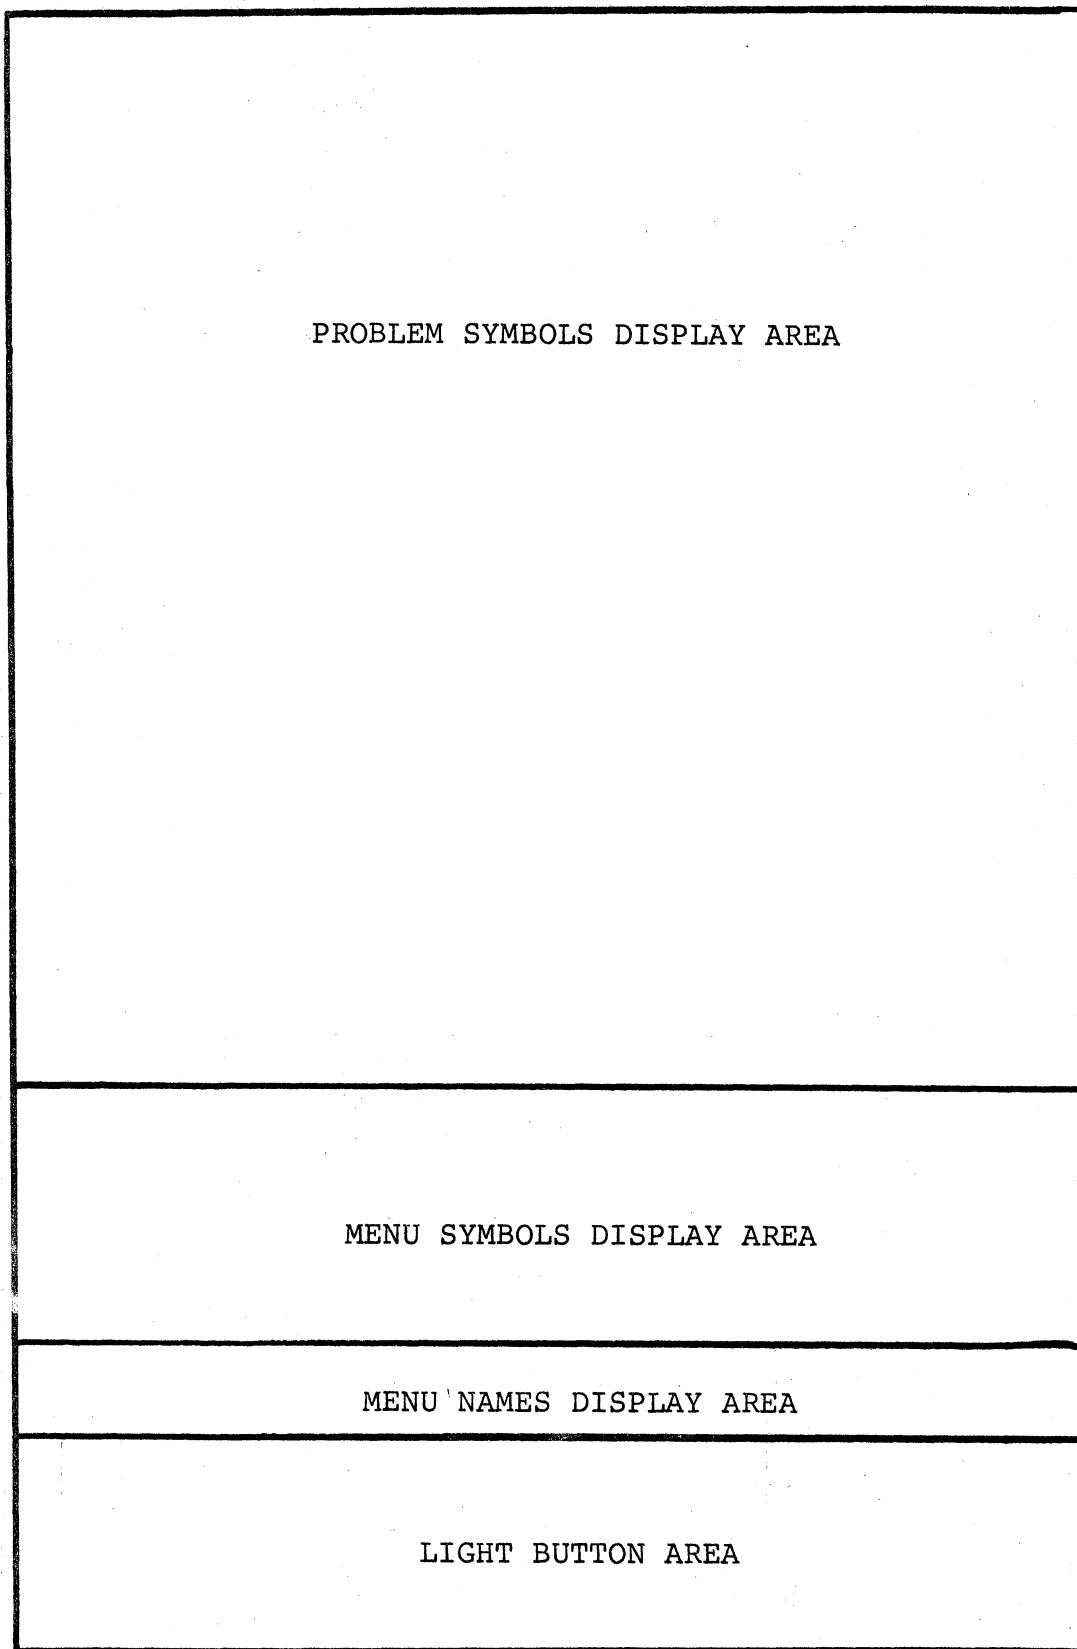 PROBLEM SYMBOLS DISPLAY AREA
MENU SYMBOLS DISPLAY AREA
MENU NAMES DISPLAY AREA
LIGHT BUTTON AREA